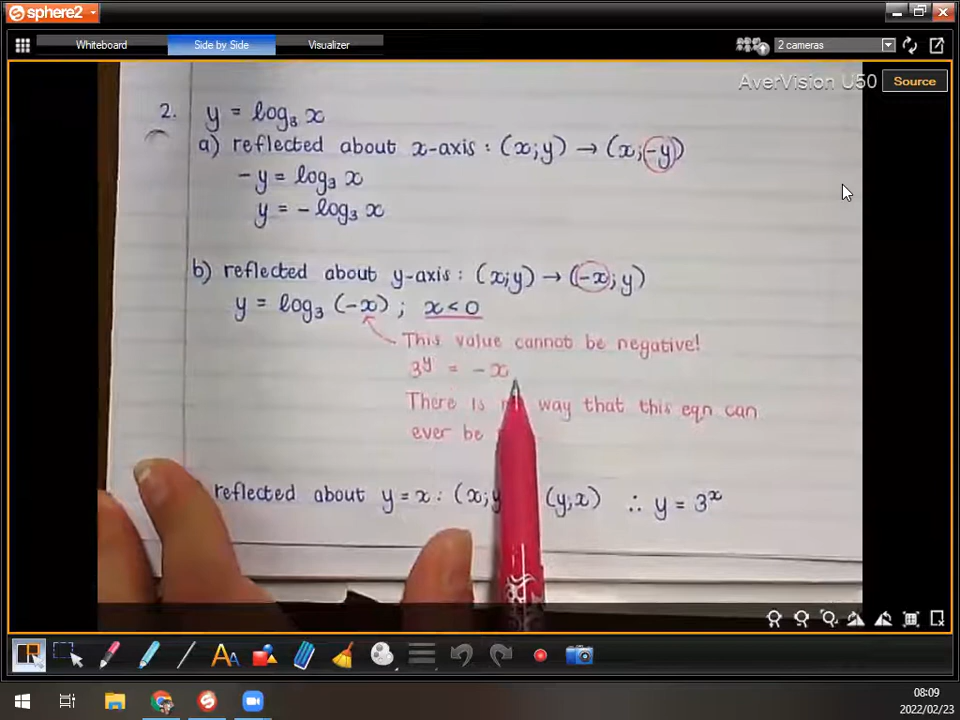 sphere2
Whiteboard
Side by Side
Visualizer
2 cameras
AverVision U50
Source
2. y = log₃ x
a) reflected about x-axis : (x;y) → (x;-y)
-y = log₃ x
y = - log₃ x
b) reflected about y-axis : (x;y) → (-x; y)
y = log₃ (-x) ; x < 0
This value cannot be negative!
3^y = -x
There is way that this eqn can
ever be
reflected about y = x : (x;y (y;x) ∴ y = 3^x
08:09
2022/02/23